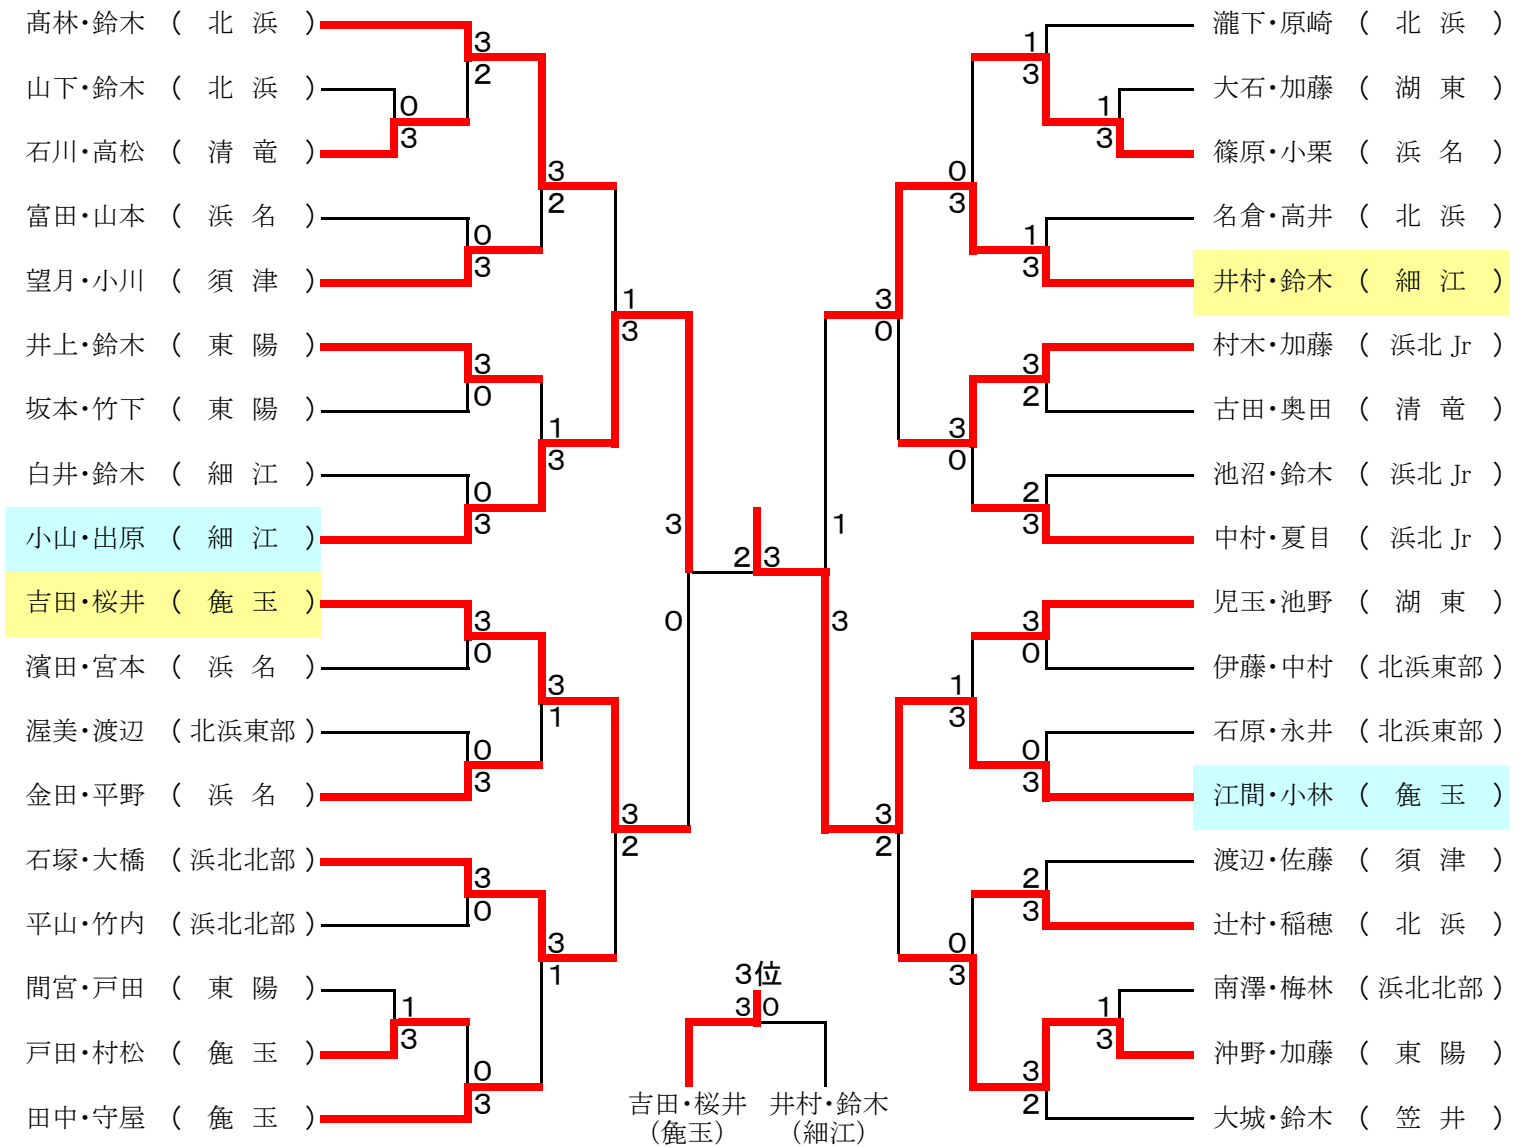 髙林・鈴木 （ 北 浜 ）
山下・鈴木 （ 北 浜 ）
石川・高松 （ 清 竜 ）
富田・山本 （ 浜 名 ）
望月・小川 （ 須 津 ）
井上・鈴木 （ 東 陽 ）
坂本・竹下 （ 東 陽 ）
白井・鈴木 （ 細 江 ）
小山・出原 （ 細 江 ）
吉田・桜井 （ 麁 玉 ）
濱田・宮本 （ 浜 名 ）
渥美・渡辺 （ 北浜東部 ）
金田・平野 （ 浜 名 ）
石塚・大橋 （ 浜北北部 ）
平山・竹内 （ 浜北北部 ）
間宮・戸田 （ 東 陽 ）
戸田・村松 （ 麁 玉 ）
田中・守屋 （ 麁 玉 ）
3
2
0
3
0
3
3
0
0
3
3
0
0
3
3
0
1
3
0
3
3
2
1
3
3
1
3
1
1
3
3
2
3
0
2 3
1
3
3
0
3
2
0
3
3
0
1
3
0
3
1
3
1
3
1
3
3
2
2
3
3
0
0
3
2
3
1
3
3
2
瀧下・原崎 （ 北 浜 ）
大石・加藤 （ 湖 東 ）
篠原・小栗 （ 浜 名 ）
名倉・高井 （ 北 浜 ）
井村・鈴木 （ 細 江 ）
村木・加藤 （ 浜北 Jr ）
古田・奥田 （ 清 竜 ）
池沼・鈴木 （ 浜北 Jr ）
中村・夏目 （ 浜北 Jr ）
児玉・池野 （ 湖 東 ）
伊藤・中村 （ 北浜東部 ）
石原・永井 （ 北浜東部 ）
江間・小林 （ 麁 玉 ）
渡辺・佐藤 （ 須 津 ）
辻村・稲穂 （ 北 浜 ）
南澤・梅林 （ 浜北北部 ）
沖野・加藤 （ 東 陽 ）
大城・鈴木 （ 笠 井 ）
3位
3 0
吉田・桜井 井村・鈴木
（麁玉） （細江）